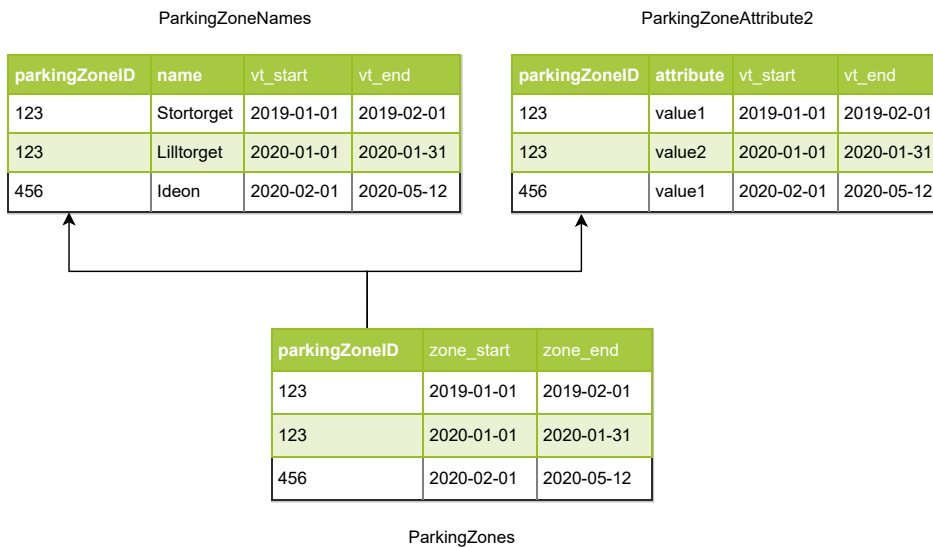 ParkingZoneNames
parkingZoneID name vt_start vt_end
123 Stortorget 2019-01-01 2019-02-01
123 Lilltorget 2020-01-01 2020-01-31
456 Ideon 2020-02-01 2020-05-12
ParkingZoneAttribute2
parkingZoneID attribute vt_start vt_end
123 value1 2019-01-01 2019-02-01
123 value2 2020-01-01 2020-01-31
456 value1 2020-02-01 2020-05-12
parkingZoneID zone_start zone_end
123 2019-01-01 2019-02-01
123 2020-01-01 2020-01-31
456 2020-02-01 2020-05-12
ParkingZones